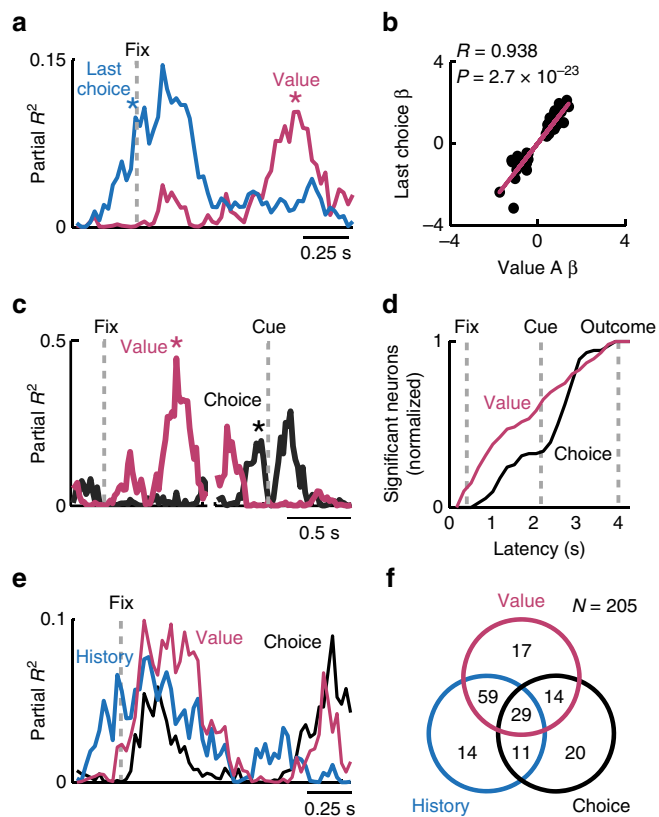 a
Fix
0.15
Last
choice
*
Value
*
Partial R²
0
0.25 s
b
R = 0.938
P = 2.7 × 10⁻²³
4
Last choice β
0
−4
−4
0
4
Value A β
c
Fix
Cue
0.5
Value
*
Choice
*
Partial R²
0
0.5 s
d
Fix
Cue
Outcome
1
Value
Choice
Significant neurons
(normalized)
0
0
1
2
3
4
Latency (s)
e
Fix
0.1
History
Value
Choice
Partial R²
0
0.25 s
f
Value
N = 205
17
59
14
29
14
11
20
History
Choice